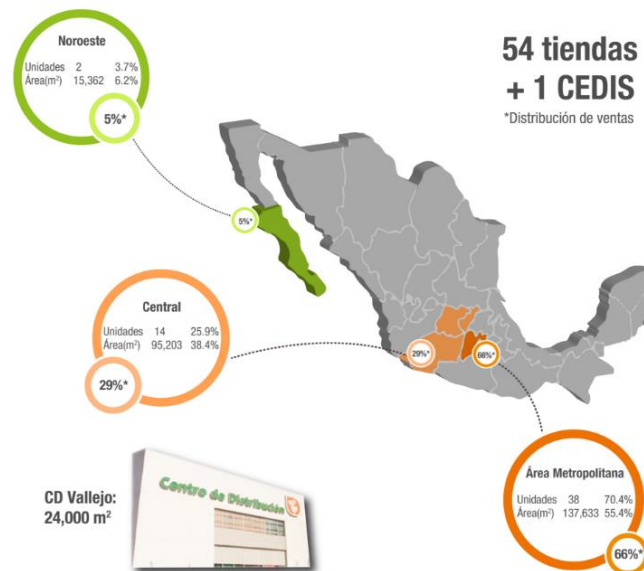 Noroeste
Unidades 2 3.7%
Área(m²) 15,362 6.2%
5%*
54 tiendas
+ 1 CEDIS
*Distribución de ventas
5%*
Central
Unidades 14 25.9%
Área(m²) 95,203 38.4%
29%*
29%*
66%*
CD Vallejo:
24,000 m²
Centro de Distribución
Área Metropolitana
Unidades 38 70.4%
Área(m²) 137,633 55.4%
66%*